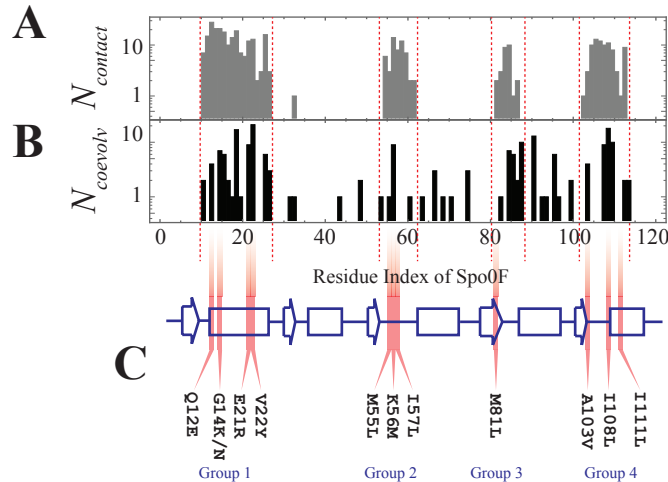 A
N contact
10
1
B
N coevolv
10
1
0 20 40 60 80 100 120
Residue Index of Spo0F
C
Q12E
G14K/N
E21R
V22Y
M55L
K56M
I57L
M81L
A103V
I108L
I111L
Group 1 Group 2 Group 3 Group 4